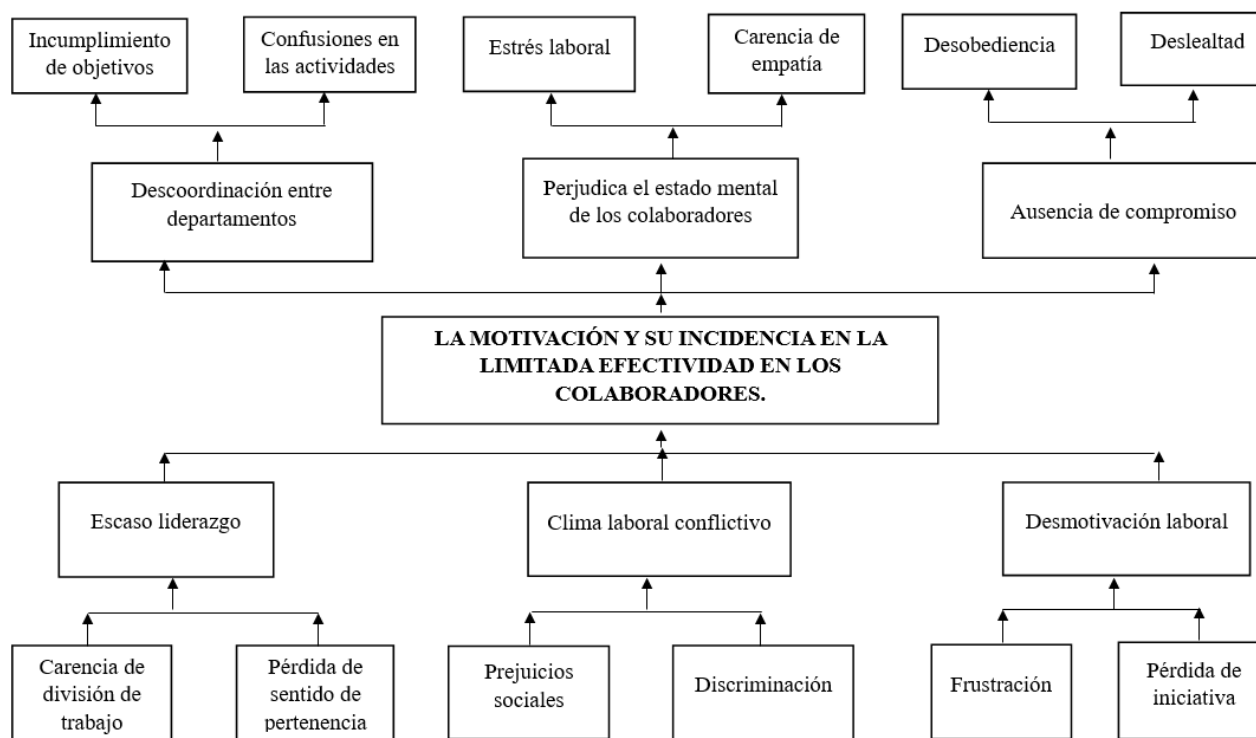 Incumplimiento
de objetivos
Confusiones en
las actividades
Estrés laboral
Carencia de
empatía
Desobediencia
Deslealtad
Descoordinación entre
departamentos
Perjudica el estado mental
de los colaboradores
Ausencia de compromiso
LA MOTIVACIÓN Y SU INCIDENCIA EN LA
LIMITADA EFECTIVIDAD EN LOS
COLABORADORES.
Escaso liderazgo
Clima laboral conflictivo
Desmotivación laboral
Carencia de
división de
trabajo
Pérdida de
sentido de
pertenencia
Prejuicios
sociales
Discriminación
Frustración
Pérdida de
iniciativa